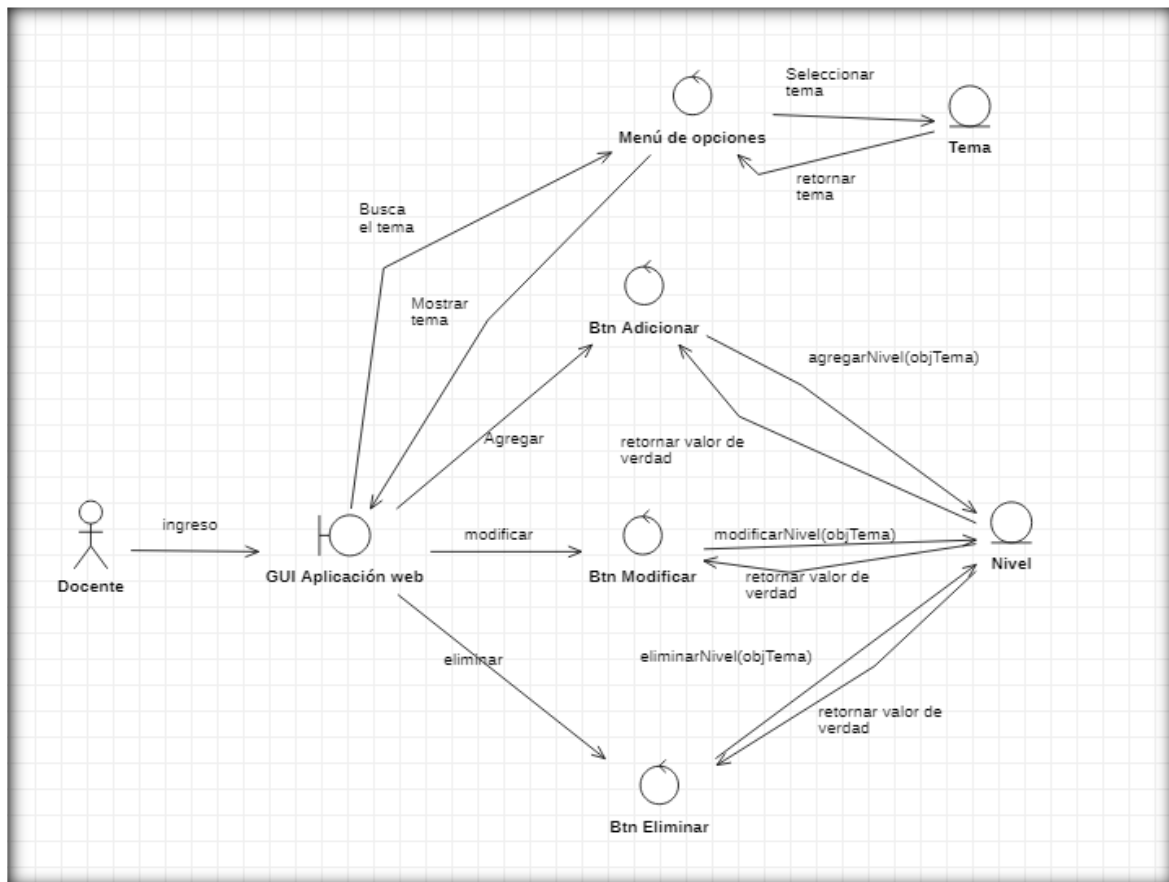 Seleccionar
tema
Menú de opciones
Tema
retornar
tema
Busca
el tema
Mostrar
tema
Btn Adicionar
agregarNivel(objTema)
Agregar
retornar valor de
verdad
ingreso
modificar
modificarNivel(objTema)
Docente
GUI Aplicación web
Btn Modificar
retornar valor de
verdad
Nivel
eliminar
eliminarNivel(objTema)
retornar valor de
verdad
Btn Eliminar